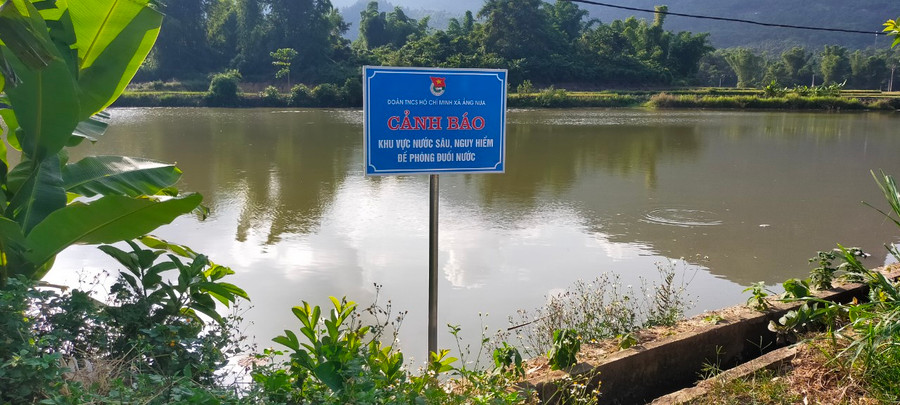 ĐOÀN TNCS HỒ CHÍ MINH XÃ ẲNG NƯA
CẢNH BÁO
KHU VỰC NƯỚC SÂU, NGUY HIỂM
ĐỀ PHÒNG ĐUỐI NƯỚC